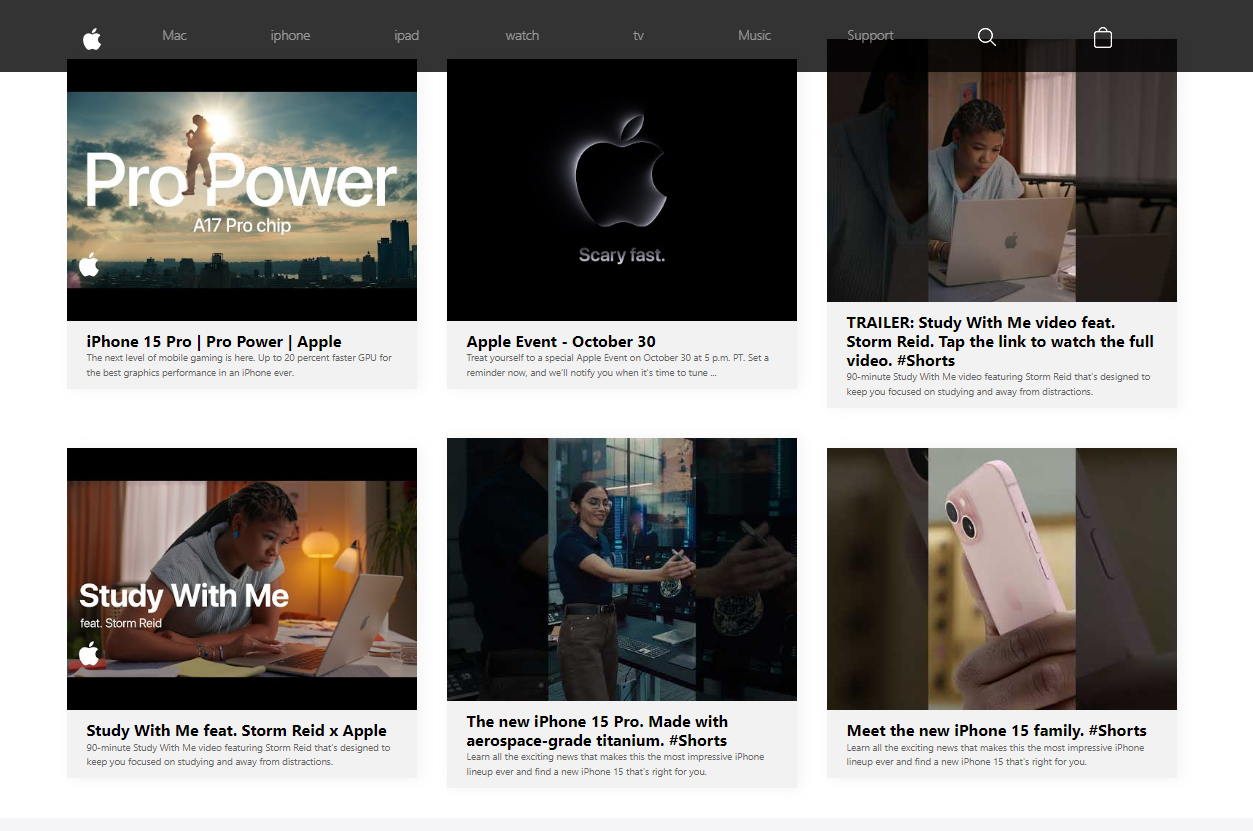 Mac iphone ipad watch tv Music Support
Pro Power
A17 Pro chip
iPhone 15 Pro | Pro Power | Apple
The next level of mobile gaming is here. Up to 20 percent faster GPU for
the best graphics performance in an iPhone ever.
Scary fast.
Apple Event - October 30
Treat yourself to a special Apple Event on October 30 at 5 p.m. PT. Set a
reminder now, and we'll notify you when it's time to tune ...
TRAILER: Study With Me video feat.
Storm Reid. Tap the link to watch the full
video. #Shorts
90-minute Study With Me video featuring Storm Reid that's designed to
keep you focused on studying and away from distractions.
Study With Me
feat. Storm Reid
Study With Me feat. Storm Reid x Apple
90-minute Study With Me video featuring Storm Reid that's designed to
keep you focused on studying and away from distractions.
The new iPhone 15 Pro. Made with
aerospace-grade titanium. #Shorts
Learn all the exciting news that makes this the most impressive iPhone
lineup ever and find a new iPhone 15 that's right for you.
Meet the new iPhone 15 family. #Shorts
Learn all the exciting news that makes this the most impressive iPhone
lineup ever and find a new iPhone 15 that's right for you.